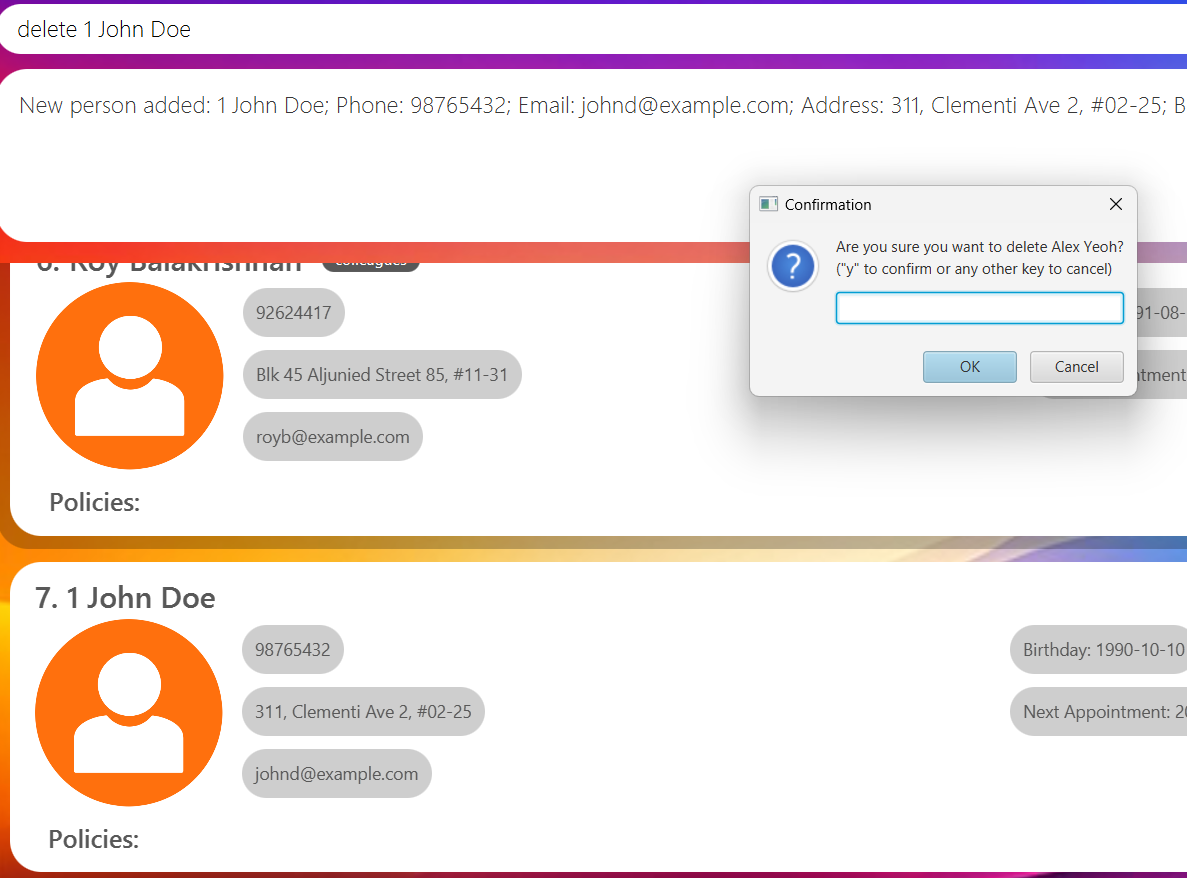 delete 1 John Doe
New person added: 1 John Doe; Phone: 98765432; Email: johnd@example.com; Address: 311, Clementi Ave 2, #02-25; B
Confirmation
Are you sure you want to delete Alex Yeoh?
("y" to confirm or any other key to cancel)
OK Cancel
6. Roy Balakrishnan colleagues
92624417
91-08-
Blk 45 Aljunied Street 85, #11-31
tment
royb@example.com
Policies:
7. 1 John Doe
98765432
Birthday: 1990-10-10
311, Clementi Ave 2, #02-25
Next Appointment: 20
johnd@example.com
Policies: